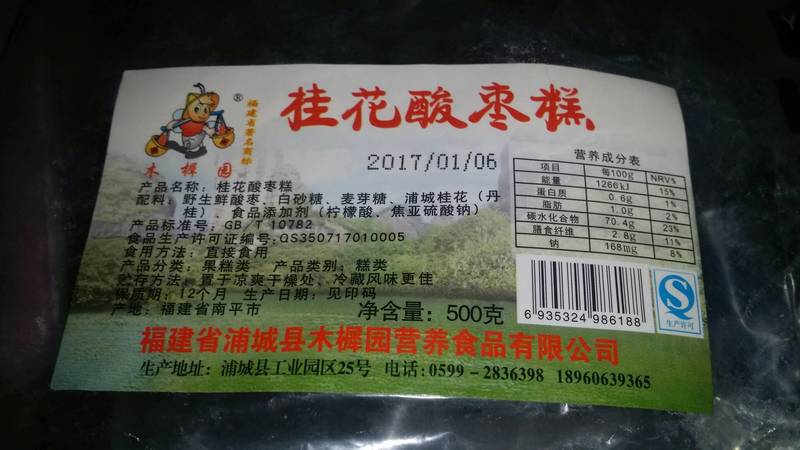 桂花酸枣糕
®
福建省著名商标
木樨园
2017/01/06
产品名称：桂花酸枣糕
配料：野生鲜酸枣、白砂糖、麦芽糖、浦城桂花（丹
桂）、食品添加剂（柠檬酸、焦亚硫酸钠）
产品标准号：GB/T 10782
食品生产许可证编号：QS350717010005
食用方法：直接食用
产品分类：果糕类 产品类别：糕类
贮存方法：置于凉爽干燥处、冷藏风味更佳
保质期：12个月 生产日期：见印码
产地：福建省南平市
净含量：500克
营养成分表
项目 每100g NRV%
能量 1266kJ 15%
蛋白质 0.6g 1%
脂肪 1.0g 2%
碳水化合物 70.4g 23%
膳食纤维 2.8g 11%
钠 168mg 8%
6 935324 986188
生产许可
福建省浦城县木樨园营养食品有限公司
生产地址：浦城县工业园区25号 电话:0599-2836398 18960639365